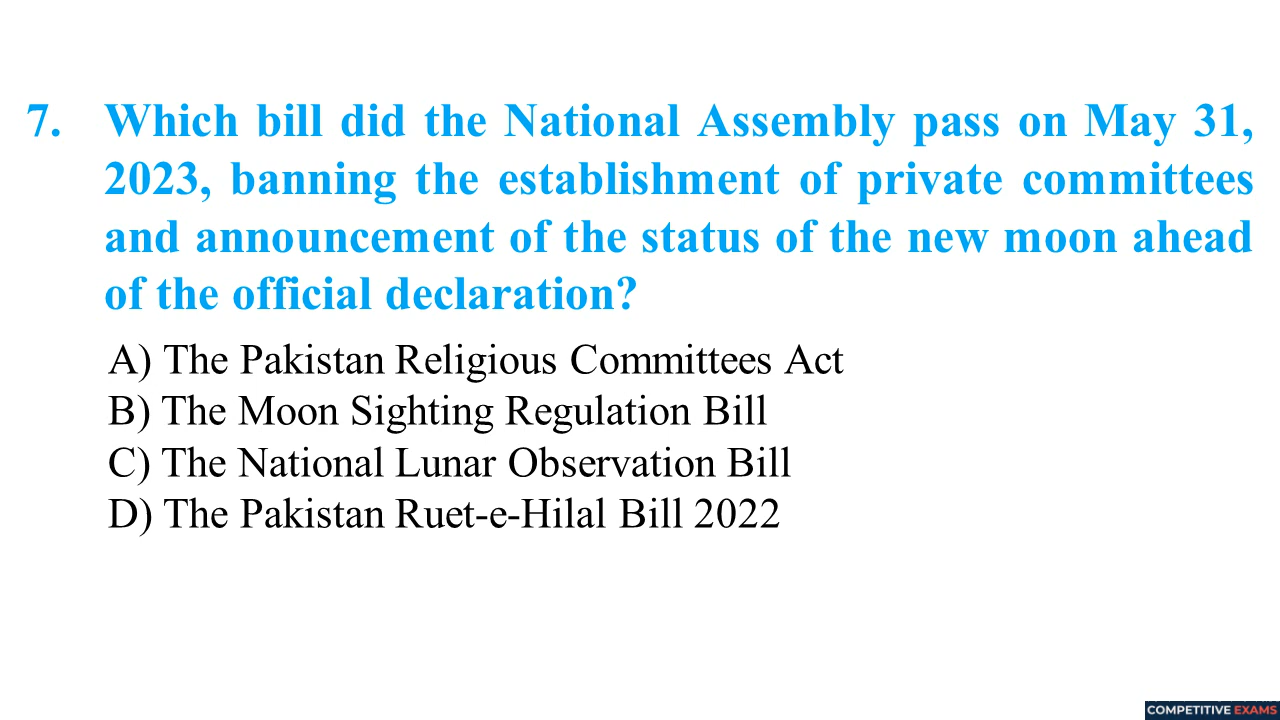 7. Which bill did the National Assembly pass on May 31,
2023, banning the establishment of private committees
and announcement of the status of the new moon ahead
of the official declaration?
A) The Pakistan Religious Committees Act
B) The Moon Sighting Regulation Bill
C) The National Lunar Observation Bill
D) The Pakistan Ruet-e-Hilal Bill 2022
COMPETITIVE EXAMS